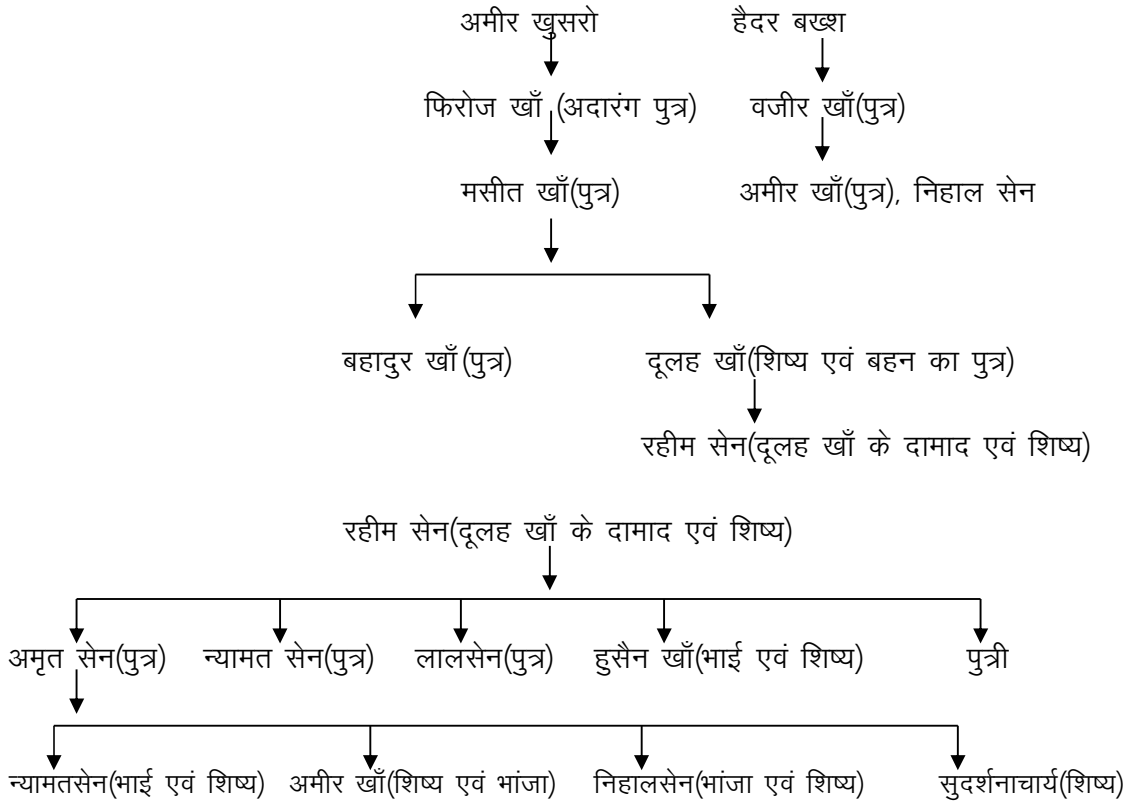 अमीर खुसरो हैदर बख्श
फिरोज खाँ (अदारंग पुत्र) वजीर खाँ(पुत्र)
मसीत खाँ(पुत्र) अमीर खाँ(पुत्र), निहाल सेन
बहादुर खाँ(पुत्र) दूलह खाँ(शिष्य एवं बहन का पुत्र)
रहीम सेन(दूलह खाँ के दामाद एवं शिष्य)
रहीम सेन(दूलह खाँ के दामाद एवं शिष्य)
अमृत सेन(पुत्र) न्यामत सेन(पुत्र) लालसेन(पुत्र) हुसैन खाँ(भाई एवं शिष्य) पुत्री
न्यामतसेन(भाई एवं शिष्य) अमीर खाँ(शिष्य एवं भांजा) निहालसेन(भांजा एवं शिष्य) सुदर्शनाचार्य(शिष्य)